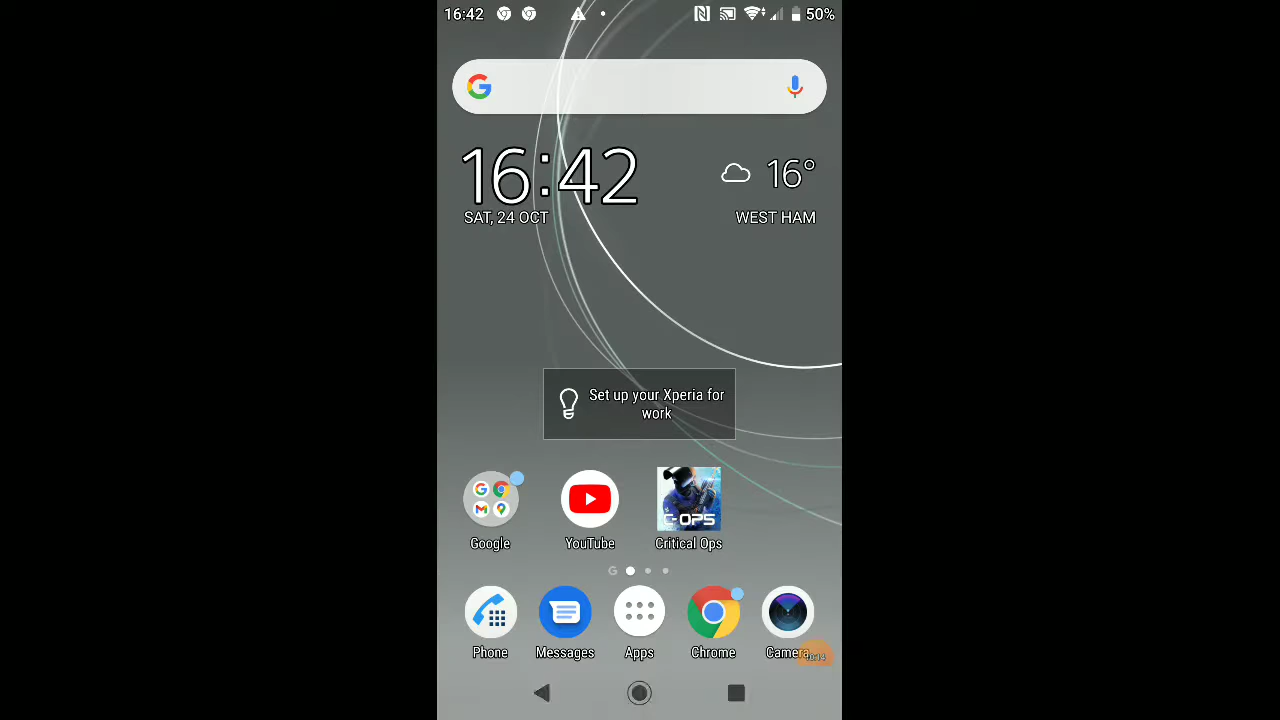 16:42 50%
16:42 16°
SAT, 24 OCT WEST HAM
Set up your Xperia for
work
C-OPS
Google YouTube Critical Ops
G
Phone Messages Apps Chrome Camera